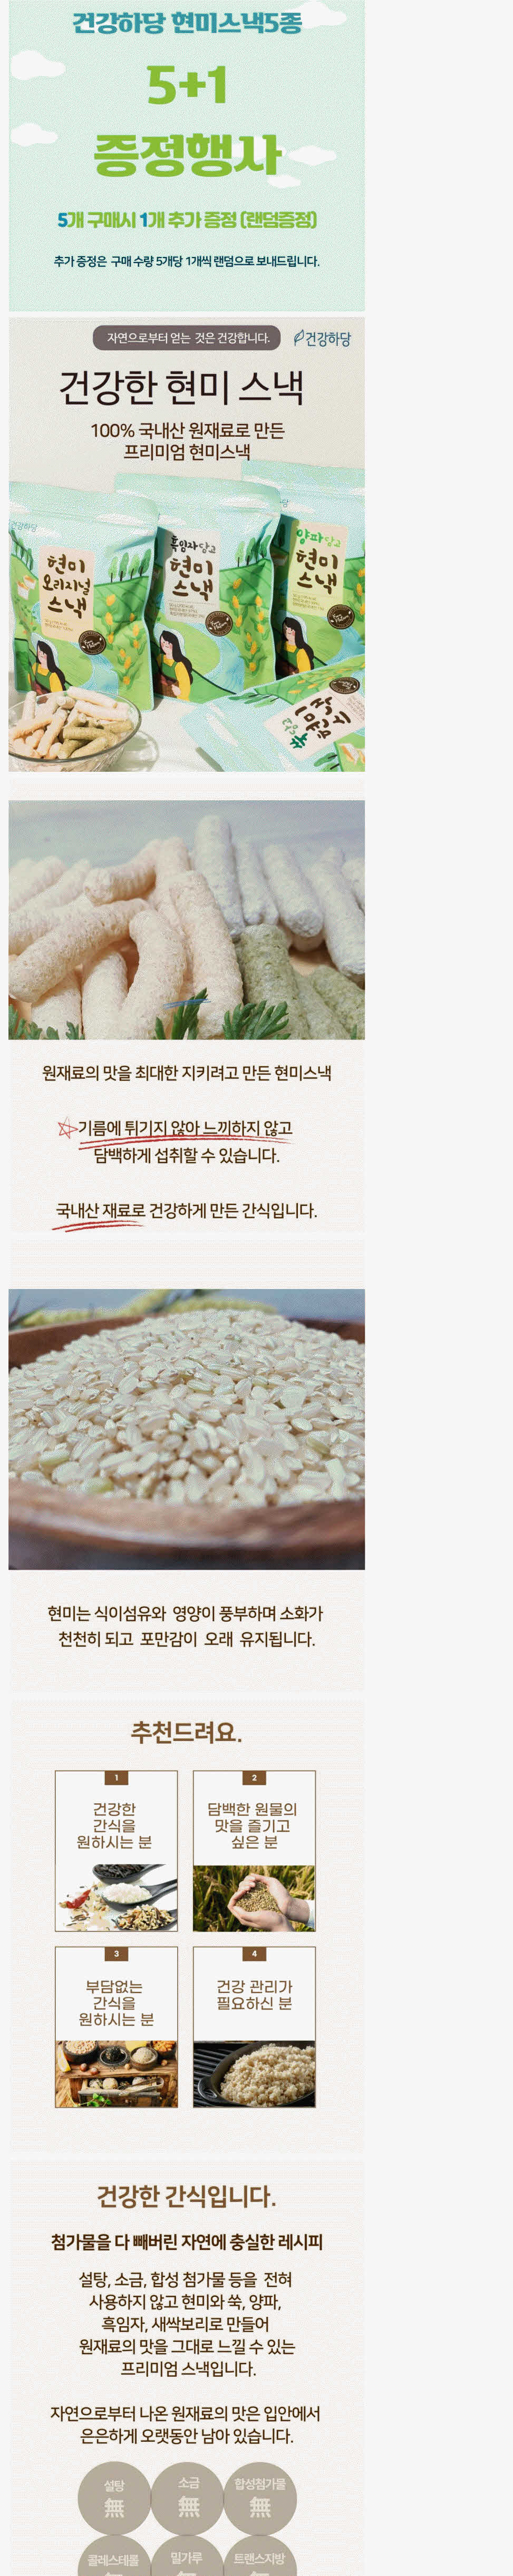 건강하당 현미스낵5종
5+1
증정행사
5개 구매시 1개 추가 증정 (랜덤증정)
추가 증정은 구매 수량 5개당 1개씩 랜덤으로 보내드립니다.
자연으로부터 얻는 것은 건강합니다.
건강하당
건강한 현미 스낵
100% 국내산 원재료로 만든
프리미엄 현미스낵
건강하당
현미
오리지널
스낵
흑임자 담고
현미
스낵
양파 담고
현미
스낵
원재료의 맛을 최대한 지키려고 만든 현미스낵
기름에 튀기지 않아 느끼하지 않고
담백하게 섭취할 수 있습니다.
국내산 재료로 건강하게 만든 간식입니다.
현미는 식이섬유와 영양이 풍부하며 소화가
천천히 되고 포만감이 오래 유지됩니다.
추천드려요.
1
건강한
간식을
원하시는 분
2
담백한 원물의
맛을 즐기고
싶은 분
3
부담없는
간식을
원하시는 분
4
건강 관리가
필요하신 분
건강한 간식입니다.
첨가물을 다 빼버린 자연에 충실한 레시피
설탕, 소금, 합성 첨가물 등을 전혀
사용하지 않고 현미와 쑥, 양파,
흑임자, 새싹보리로 만들어
원재료의 맛을 그대로 느낄 수 있는
프리미엄 스낵입니다.
자연으로부터 나온 원재료의 맛은 입안에서
은은하게 오랫동안 남아 있습니다.
설탕
無
소금
無
합성첨가물
無
콜레스테롤
밀가루
트랜스지방